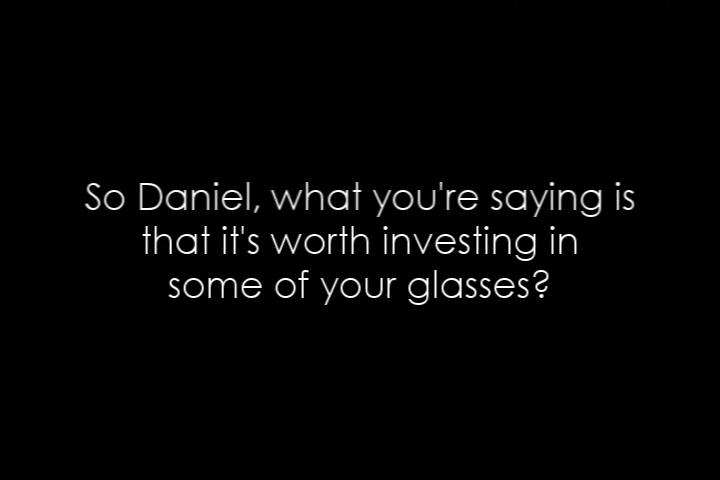 So Daniel, what you're saying is
that it's worth investing in
some of your glasses?